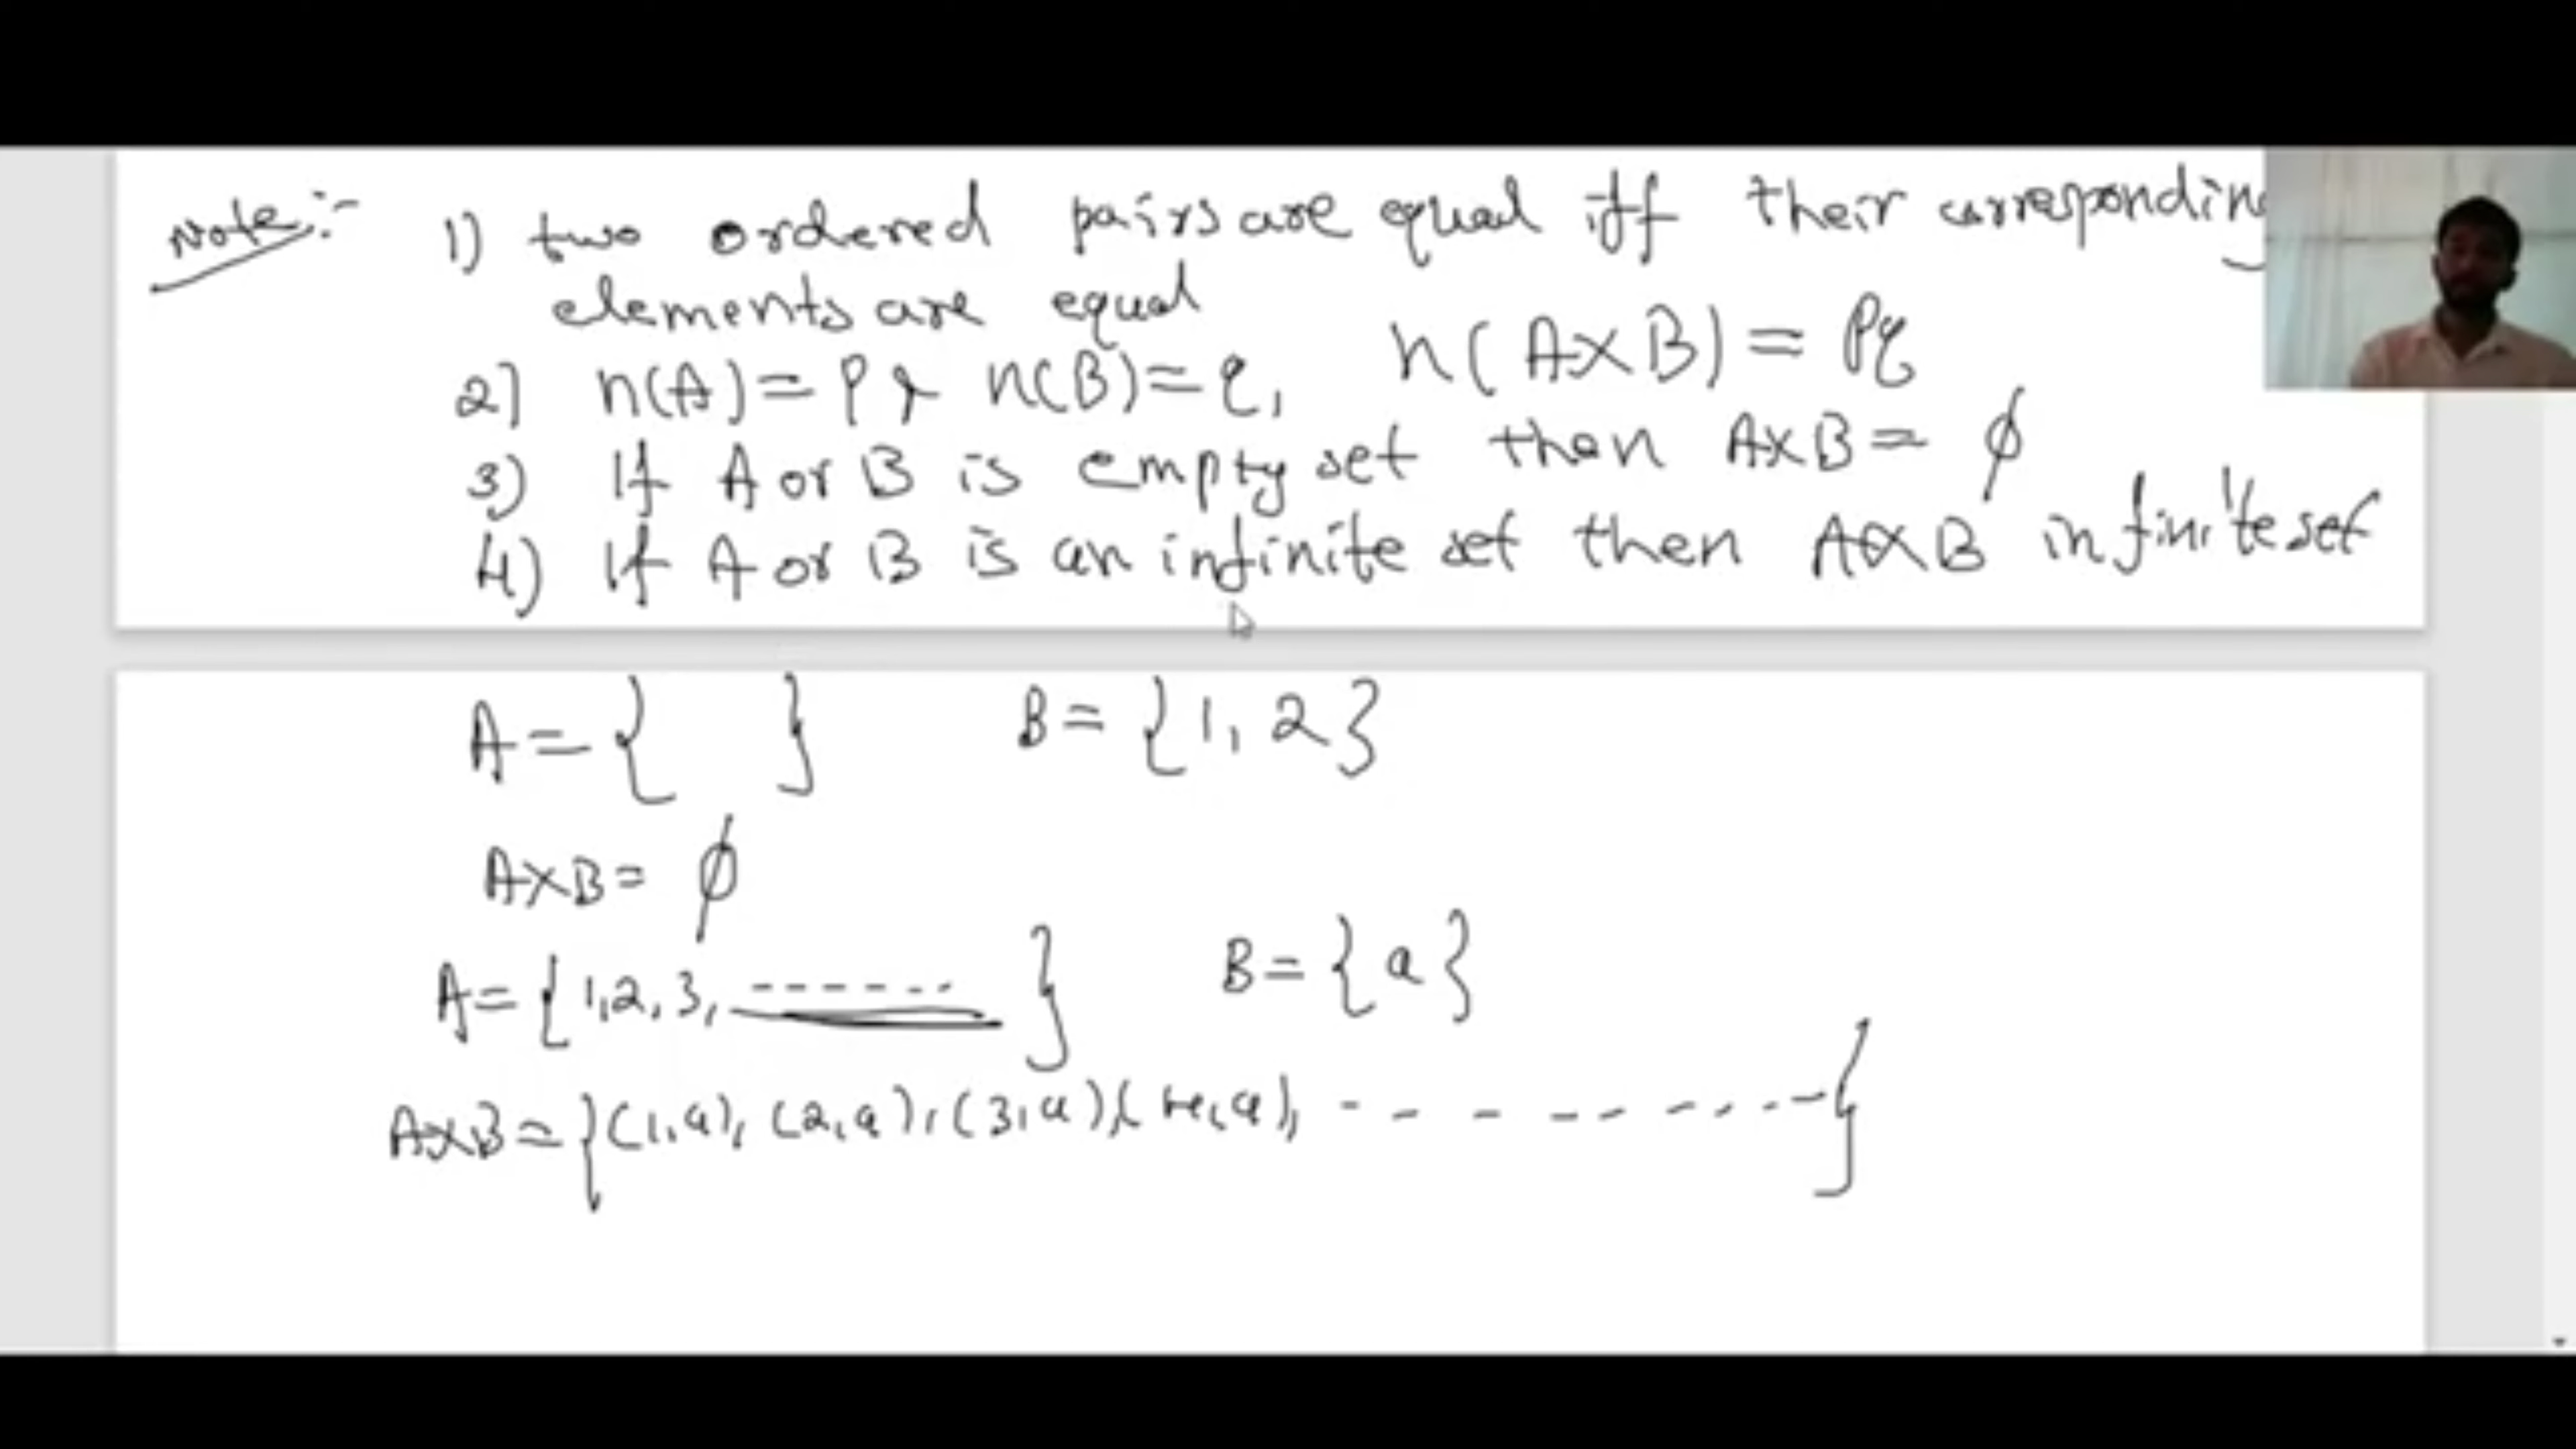 Note:-
1) two ordered pairs are equal iff their corresponding
elements are equal
2) n(A)=p & n(B)=q, n(A×B)=pq
3) If A or B is empty set then A×B= ϕ
4) If A or B is an infinite set then A×B infinite set
A={ } B={1,2}
A×B= ϕ
A={1,2,3,------} B={a}
A×B={(1,a),(2,a),(3,a),(4,a),----------}